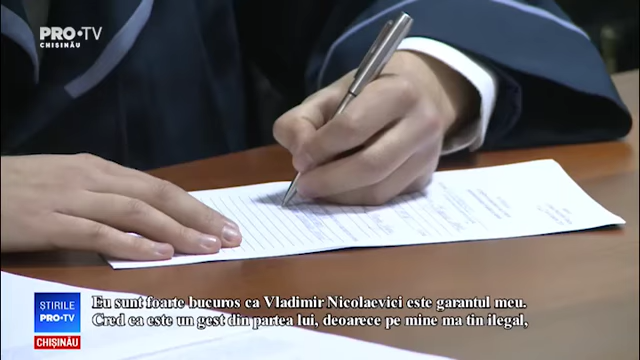 PRO•TV
CHIȘINĂU
Eu sunt foarte bucuros ca Vladimir Nicolaevici este garantul meu.
Cred ca este un gest din partea lui, deoarece pe mine ma tin ilegal,
ȘTIRILE
PRO•TV
CHIȘINĂU